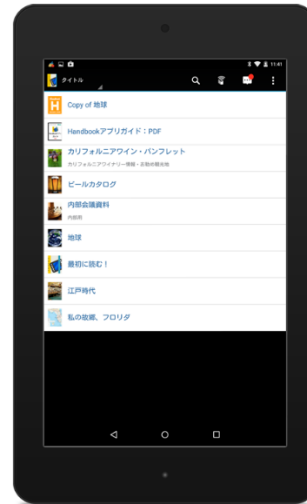 11:41
タイトル
Copy of 地球
Handbookアプリガイド：PDF
カリフォルニアワイン・パンフレット
カリフォルニアワイナリー情報・お勧め観光地
ビールカタログ
内部会議資料
内部用
地球
最初に読む！
江戸時代
私の故郷、フロリダ